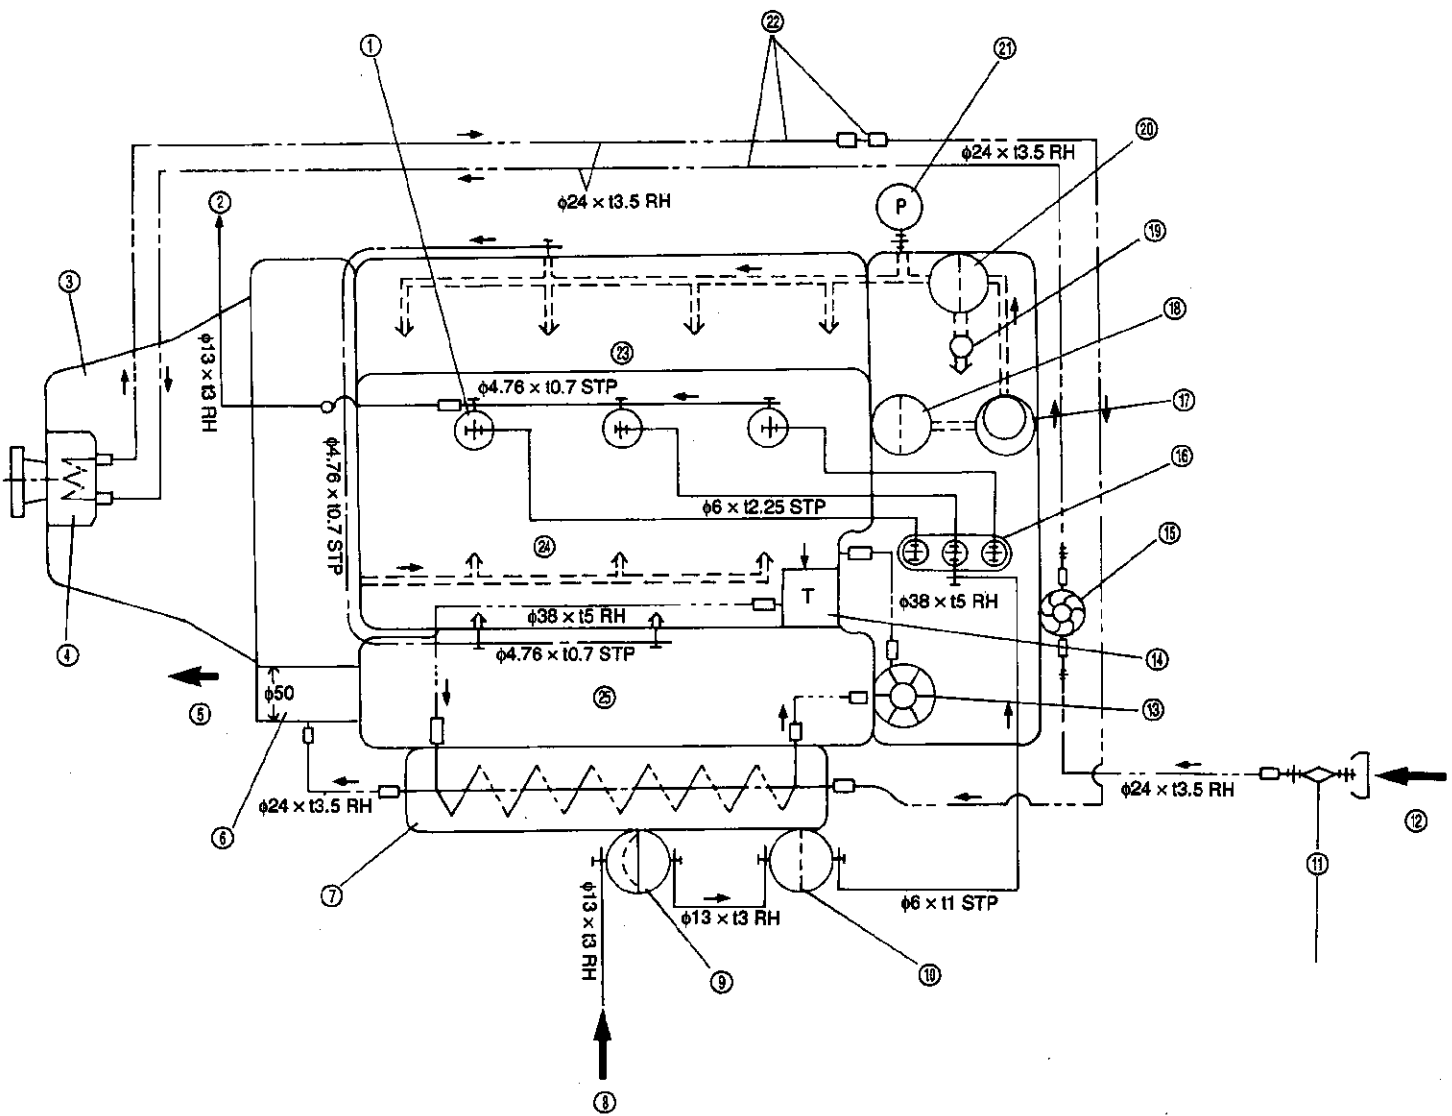 ㉒
①
㉑
⑳
ϕ24 × t3.5 RH
ϕ24 × t3.5 RH
②
P
⑲
③
⑱
ϕ13 × t3 RH
㉓
ϕ4.76 × t0.7 STP
⑰
ϕ4.76 × t0.7 STP
⑯
ϕ6 × t2.25 STP
㉔
⑮
T
ϕ38 × t5 RH
ϕ38 × t5 RH
④
ϕ4.76 × t0.7 STP
⑭
ϕ50
⑤
㉕
⑬
ϕ24 × t3.5 RH
ϕ24 × t3.5 RH
⑫
⑥
⑦
⑪
ϕ13 × t3 RH
ϕ13 × t3 RH
ϕ6 × t1 STP
⑨
⑩
⑧